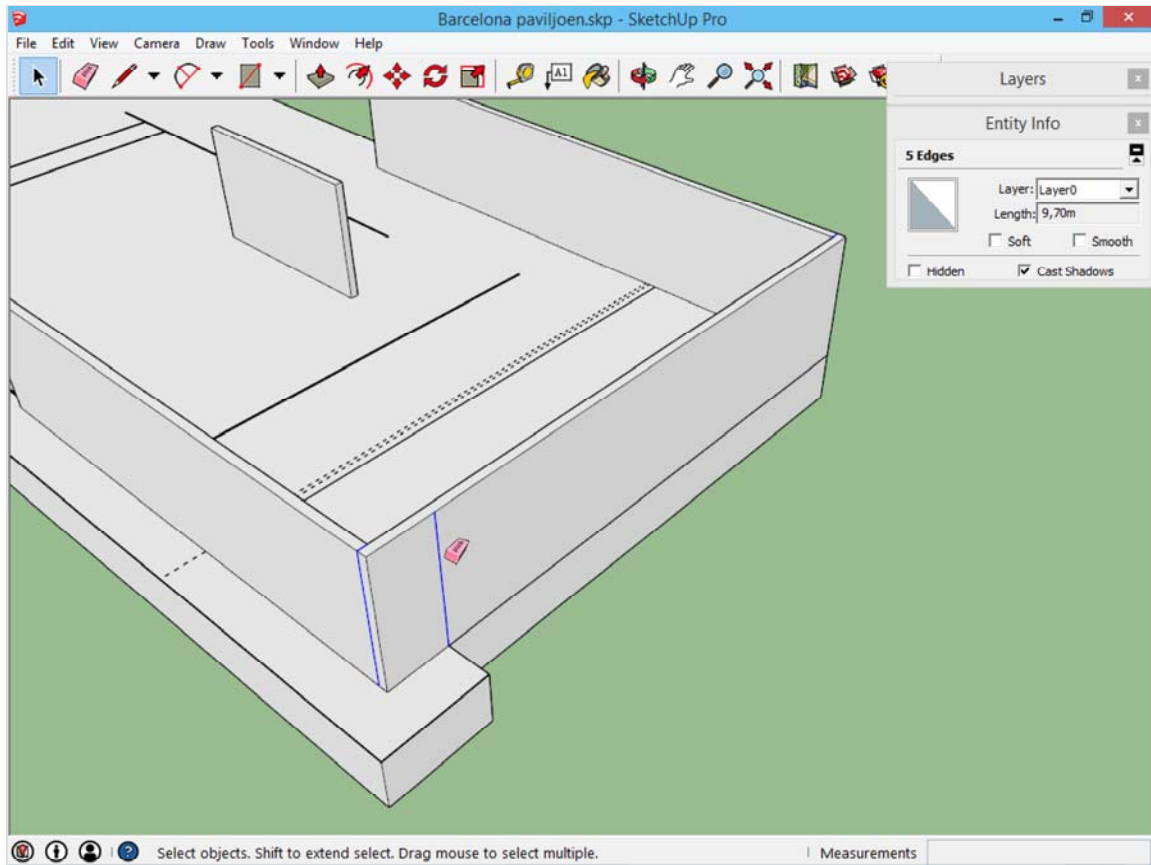 Barcelona paviljoen.skp - SketchUp Pro
File Edit View Camera Draw Tools Window Help
A1
Layers
Entity Info
5 Edges
Layer: Layer0
Length: 9,70m
Soft Smooth
Hidden Cast Shadows
Select objects. Shift to extend select. Drag mouse to select multiple.
Measurements